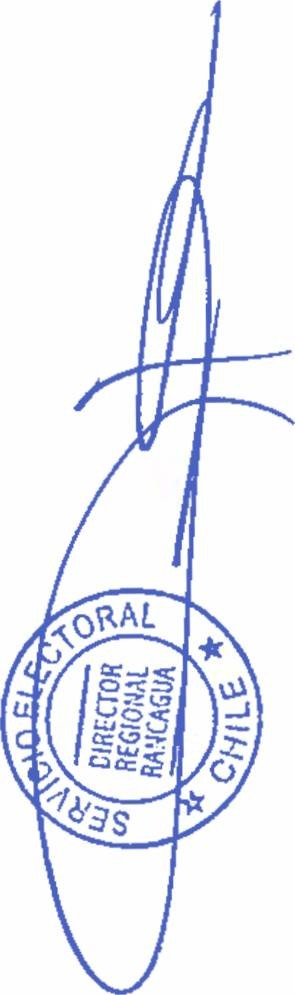 SERVICIO ELECTORAL
DIRECTOR
REGIONAL
RANCAGUA
CHILE